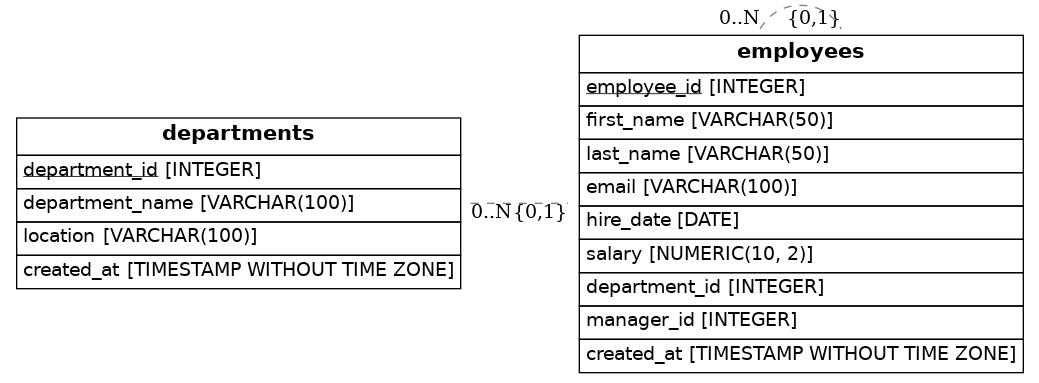 departments
department_id [INTEGER]
department_name [VARCHAR(100)]
location [VARCHAR(100)]
created_at [TIMESTAMP WITHOUT TIME ZONE]
0..N {0,1}
0..N {0,1}
employees
employee_id [INTEGER]
first_name [VARCHAR(50)]
last_name [VARCHAR(50)]
email [VARCHAR(100)]
hire_date [DATE]
salary [NUMERIC(10, 2)]
department_id [INTEGER]
manager_id [INTEGER]
created_at [TIMESTAMP WITHOUT TIME ZONE]